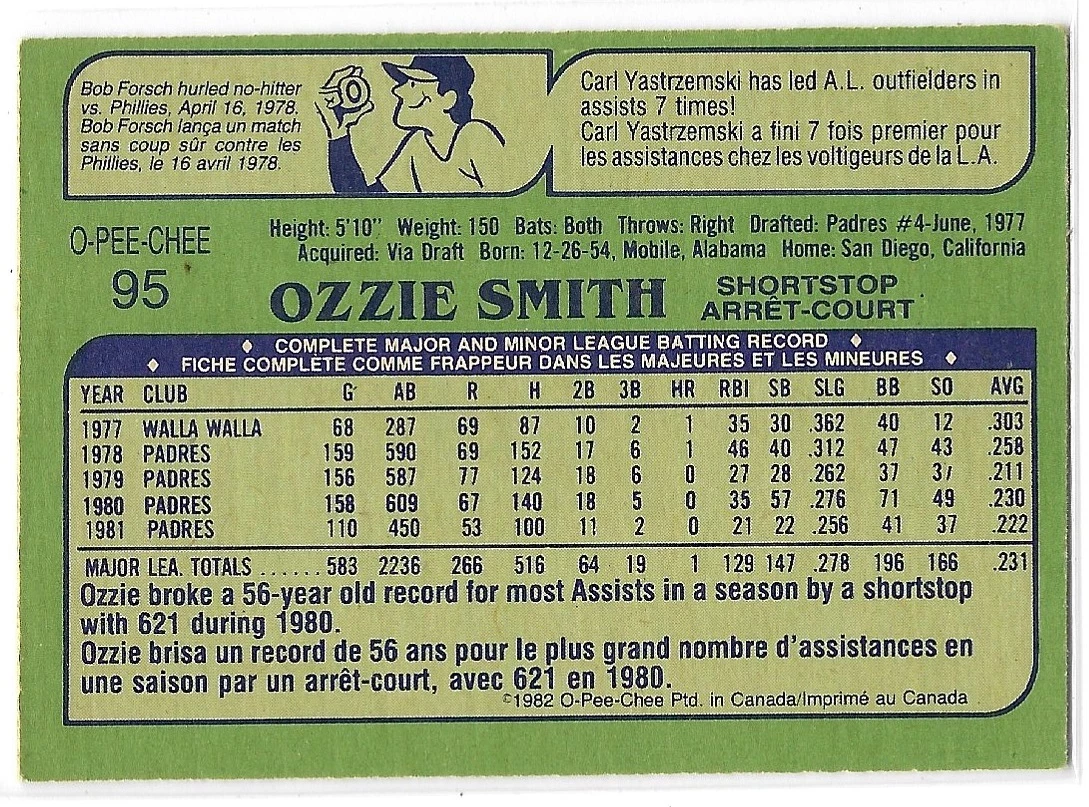 Bob Forsch hurled no-hitter
vs. Phillies, April 16, 1978.
Bob Forsch lança un match
sans coup sûr contre les
Phillies, le 16 avril 1978.
Carl Yastrzemski has led A.L. outfielders in
assists 7 times!
Carl Yastrzemski a fini 7 fois premier pour
les assistances chez les voltigeurs de la L.A.
O-PEE-CHEE
95
Height: 5'10" Weight: 150 Bats: Both Throws: Right Drafted: Padres #4-June, 1977
Acquired: Via Draft Born: 12-26-54, Mobile, Alabama Home: San Diego, California
OZZIE SMITH
SHORTSTOP
ARRÊT-COURT
♦ COMPLETE MAJOR AND MINOR LEAGUE BATTING RECORD ♦
♦ FICHE COMPLÈTE COMME FRAPPEUR DANS LES MAJEURES ET LES MINEURES ♦
YEAR CLUB G AB R H 2B 3B HR RBI SB SLG BB SO AVG
1977 WALLA WALLA 68 287 69 87 10 2 1 35 30 .362 40 12 .303
1978 PADRES 159 590 69 152 17 6 1 46 40 .312 47 43 .258
1979 PADRES 156 587 77 124 18 6 0 27 28 .262 37 37 .211
1980 PADRES 158 609 67 140 18 5 0 35 57 .276 71 49 .230
1981 PADRES 110 450 53 100 11 2 0 21 22 .256 41 37 .222
MAJOR LEA. TOTALS ...... 583 2236 266 516 64 19 1 129 147 .278 196 166 .231
Ozzie broke a 56-year old record for most Assists in a season by a shortstop
with 621 during 1980.
Ozzie brisa un record de 56 ans pour le plus grand nombre d'assistances en
une saison par un arrêt-court, avec 621 en 1980.
©1982 O-Pee-Chee Ptd. in Canada/Imprimé au Canada